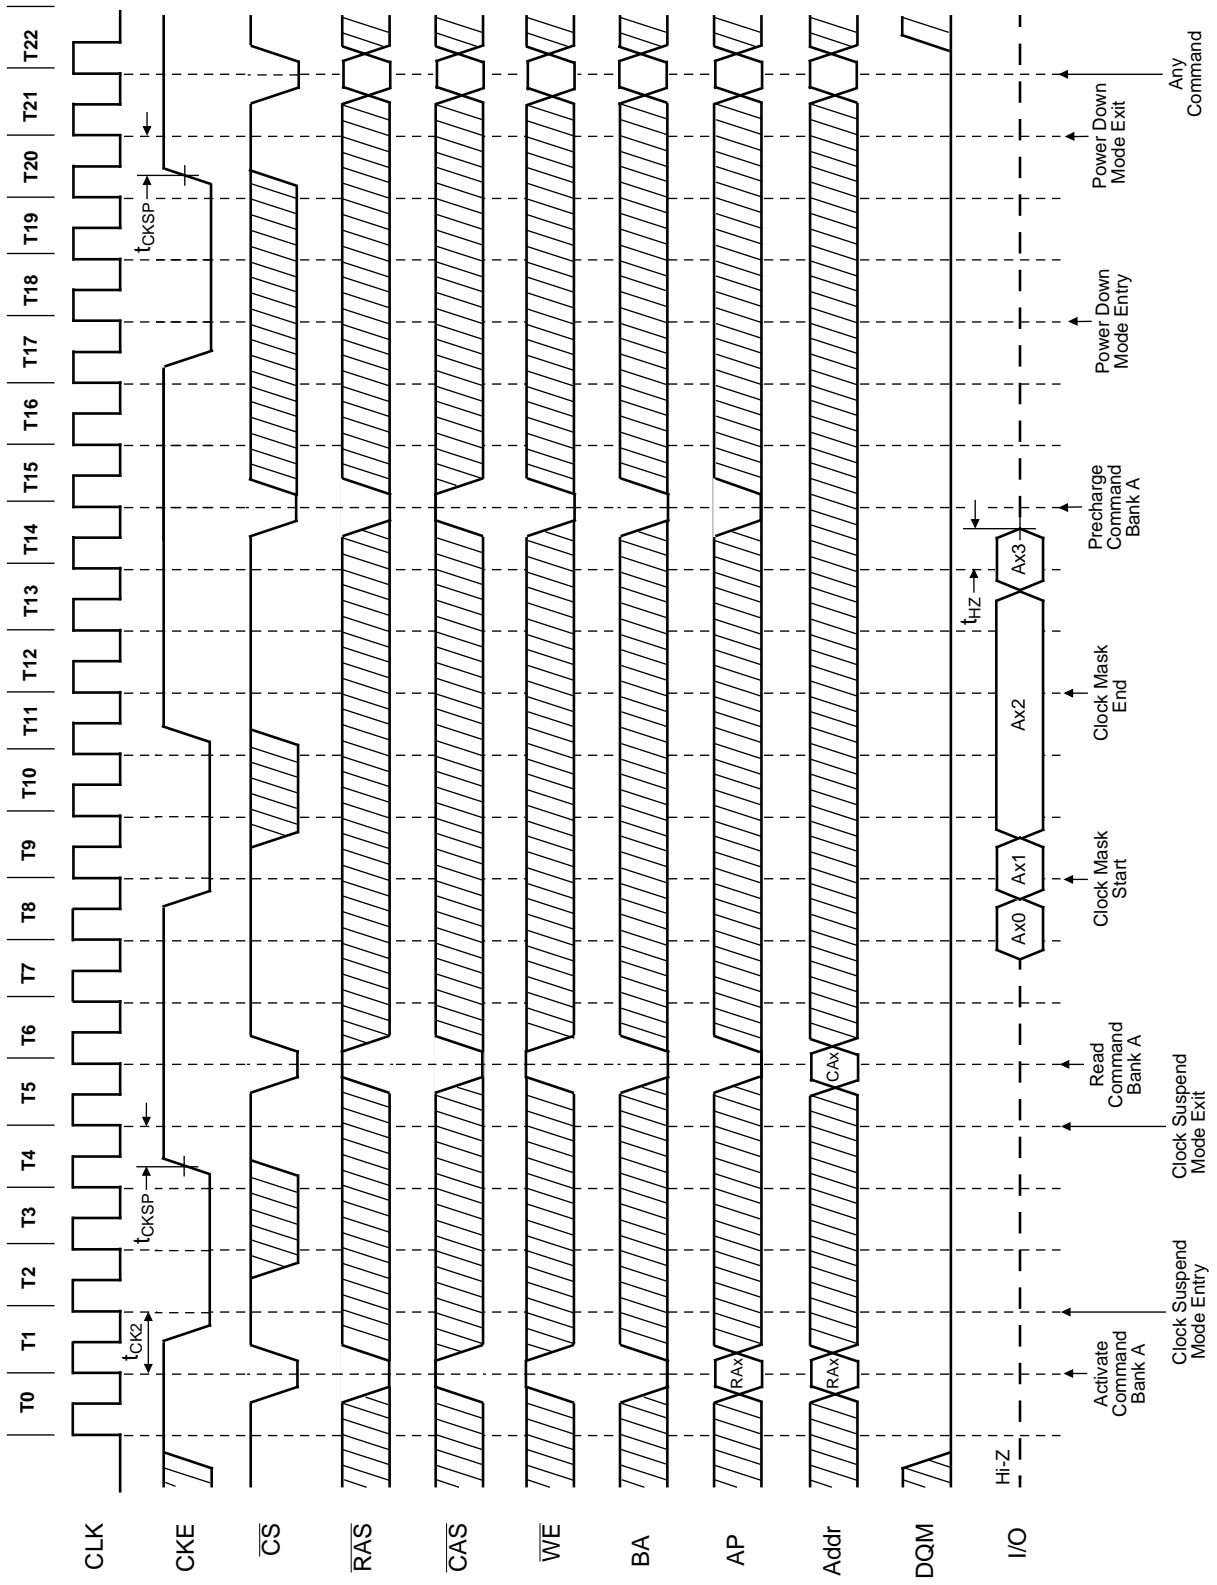 T0 T1 T2 T3 T4 T5 T6 T7 T8 T9 T10 T11 T12 T13 T14 T15 T16 T17 T18 T19 T20 T21 T22
CLK
tCK2
CKE
tCKSP
tCKSP
CS
RAS
CAS
WE
BA
AP
RAx
Addr
RAx
CAx
DQM
tHZ
I/O
Hi-Z
Ax0
Ax1
Ax2
Ax3
Activate
Command
Bank A
Clock Suspend
Mode Entry
Clock Suspend
Mode Exit
Read
Command
Bank A
Clock Mask
Start
Clock Mask
End
Precharge
Command
Bank A
Power Down
Mode Entry
Power Down
Mode Exit
Any
Command